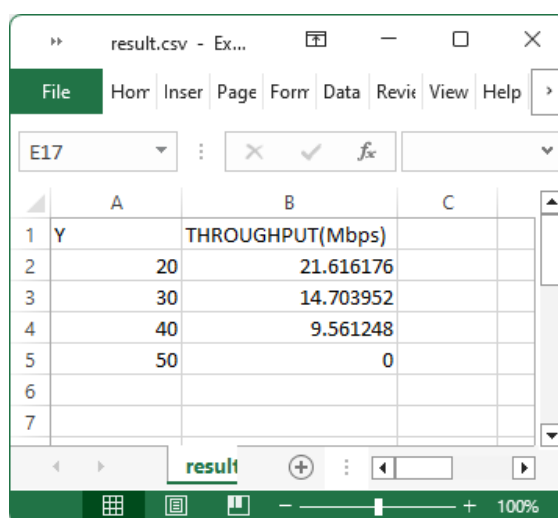 result.csv - Ex...
File Hom Inser Page Form Data Revie View Help
E17 fx
A B C
1 Y THROUGHPUT(Mbps)
2 20 21.616176
3 30 14.703952
4 40 9.561248
5 50 0
6
7
result
100%